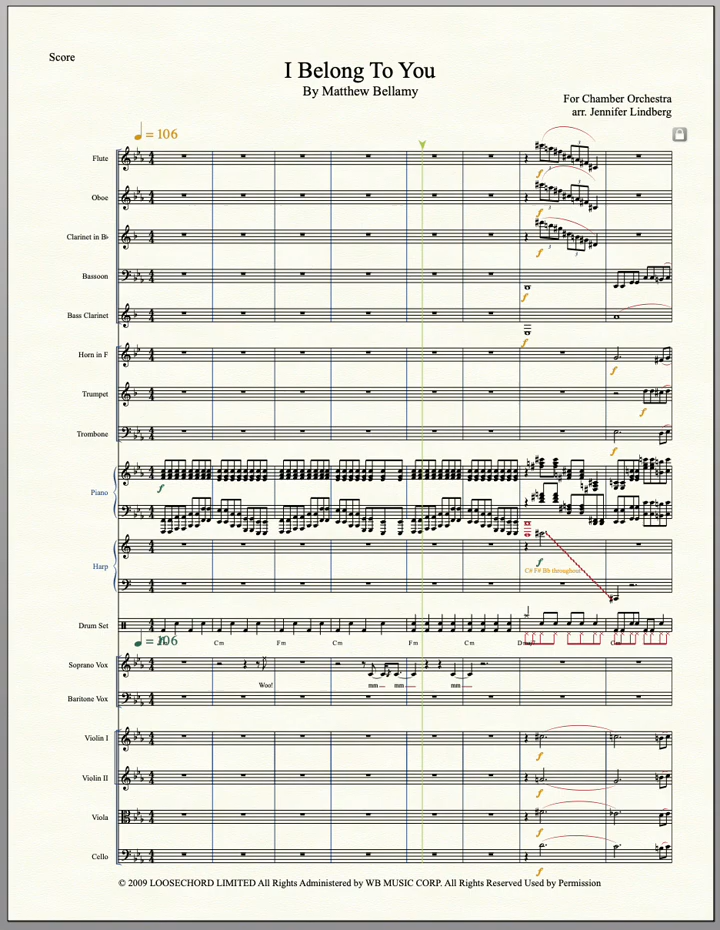 Score
I Belong To You
By Matthew Bellamy
For Chamber Orchestra
arr. Jennifer Lindberg
= 106
Flute
Oboe
Clarinet in B♭
Bassoon
Bass Clarinet
Horn in F
Trumpet
Trombone
Piano
Harp
C# F# B♭ throughout
Drum Set
= 106
Cm Fm Cm Fm Cm
Soprano Vox
Woo! mm mm mm
Baritone Vox
Violin I
Violin II
Viola
Cello
© 2009 LOOSECHORD LIMITED All Rights Administered by WB MUSIC CORP. All Rights Reserved Used by Permission